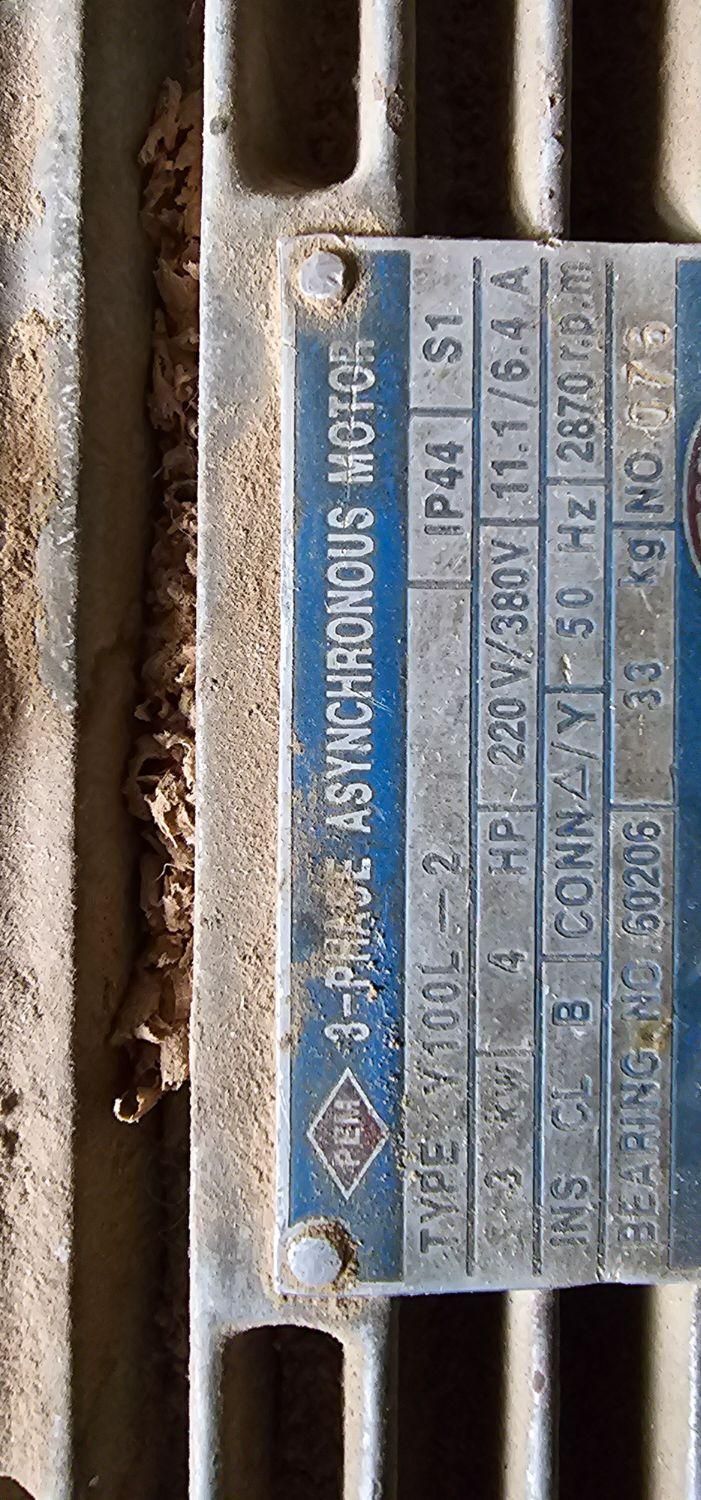 PEM 3-PHASE ASYNCHRONOUS MOTOR
TYPE Y100L-2 IP44 S1
3 KW 4 HP 220V/380V 11.1/6.4 A
INS CL B CONN △/Y 50 Hz 2870 r.p.m
BEARING NO 60206 33 kg NO